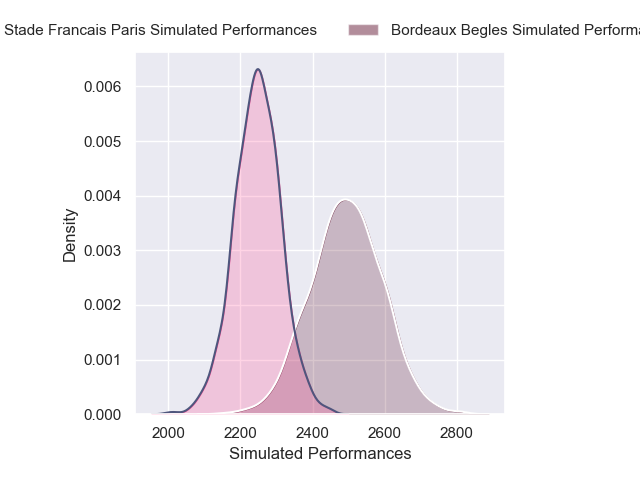 Stade Francais Paris Simulated Performances
Bordeaux Begles Simulated
0.006
0.005
0.004
0.003
0.002
0.001
0.000
Density
2000 2200 2400 2600 2800
Simulated Performances